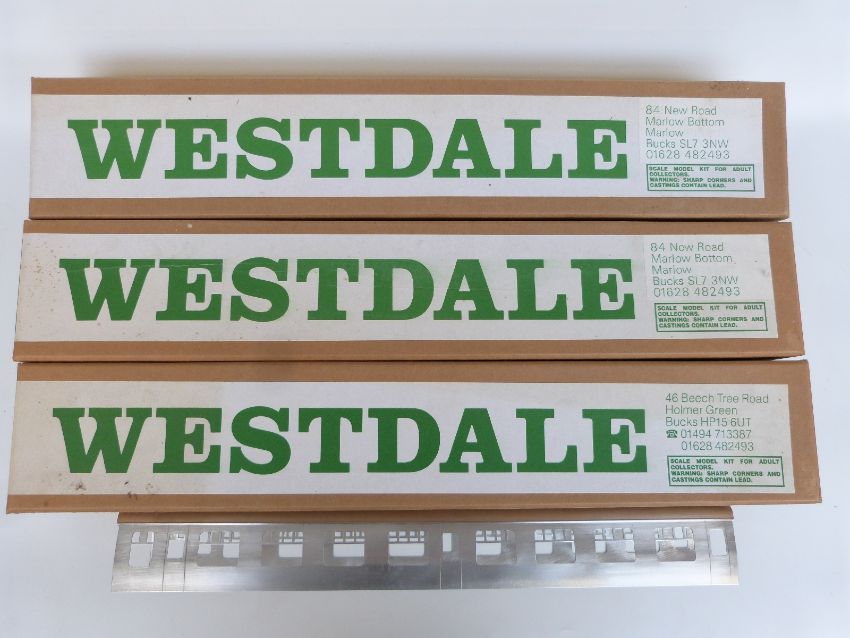 WESTDALE
84 New Road
Marlow Bottom
Marlow
Bucks SL7 3NW
01628 482493
SCALE MODEL KIT FOR ADULT
COLLECTORS.
WARNING: SHARP CORNERS AND
CASTINGS CONTAIN LEAD.
WESTDALE
84 New Road
Marlow Bottom,
Marlow
Bucks SL7 3NW
01628 482493
SCALE MODEL KIT FOR ADULT
COLLECTORS.
WARNING: SHARP CORNERS AND
CASTINGS CONTAIN LEAD.
WESTDALE
46 Beech Tree Road
Holmer Green
Bucks HP15 6UT
☎ 01494 713387
01628 482493
SCALE MODEL KIT FOR ADULT
COLLECTORS.
WARNING: SHARP CORNERS AND
CASTINGS CONTAIN LEAD.